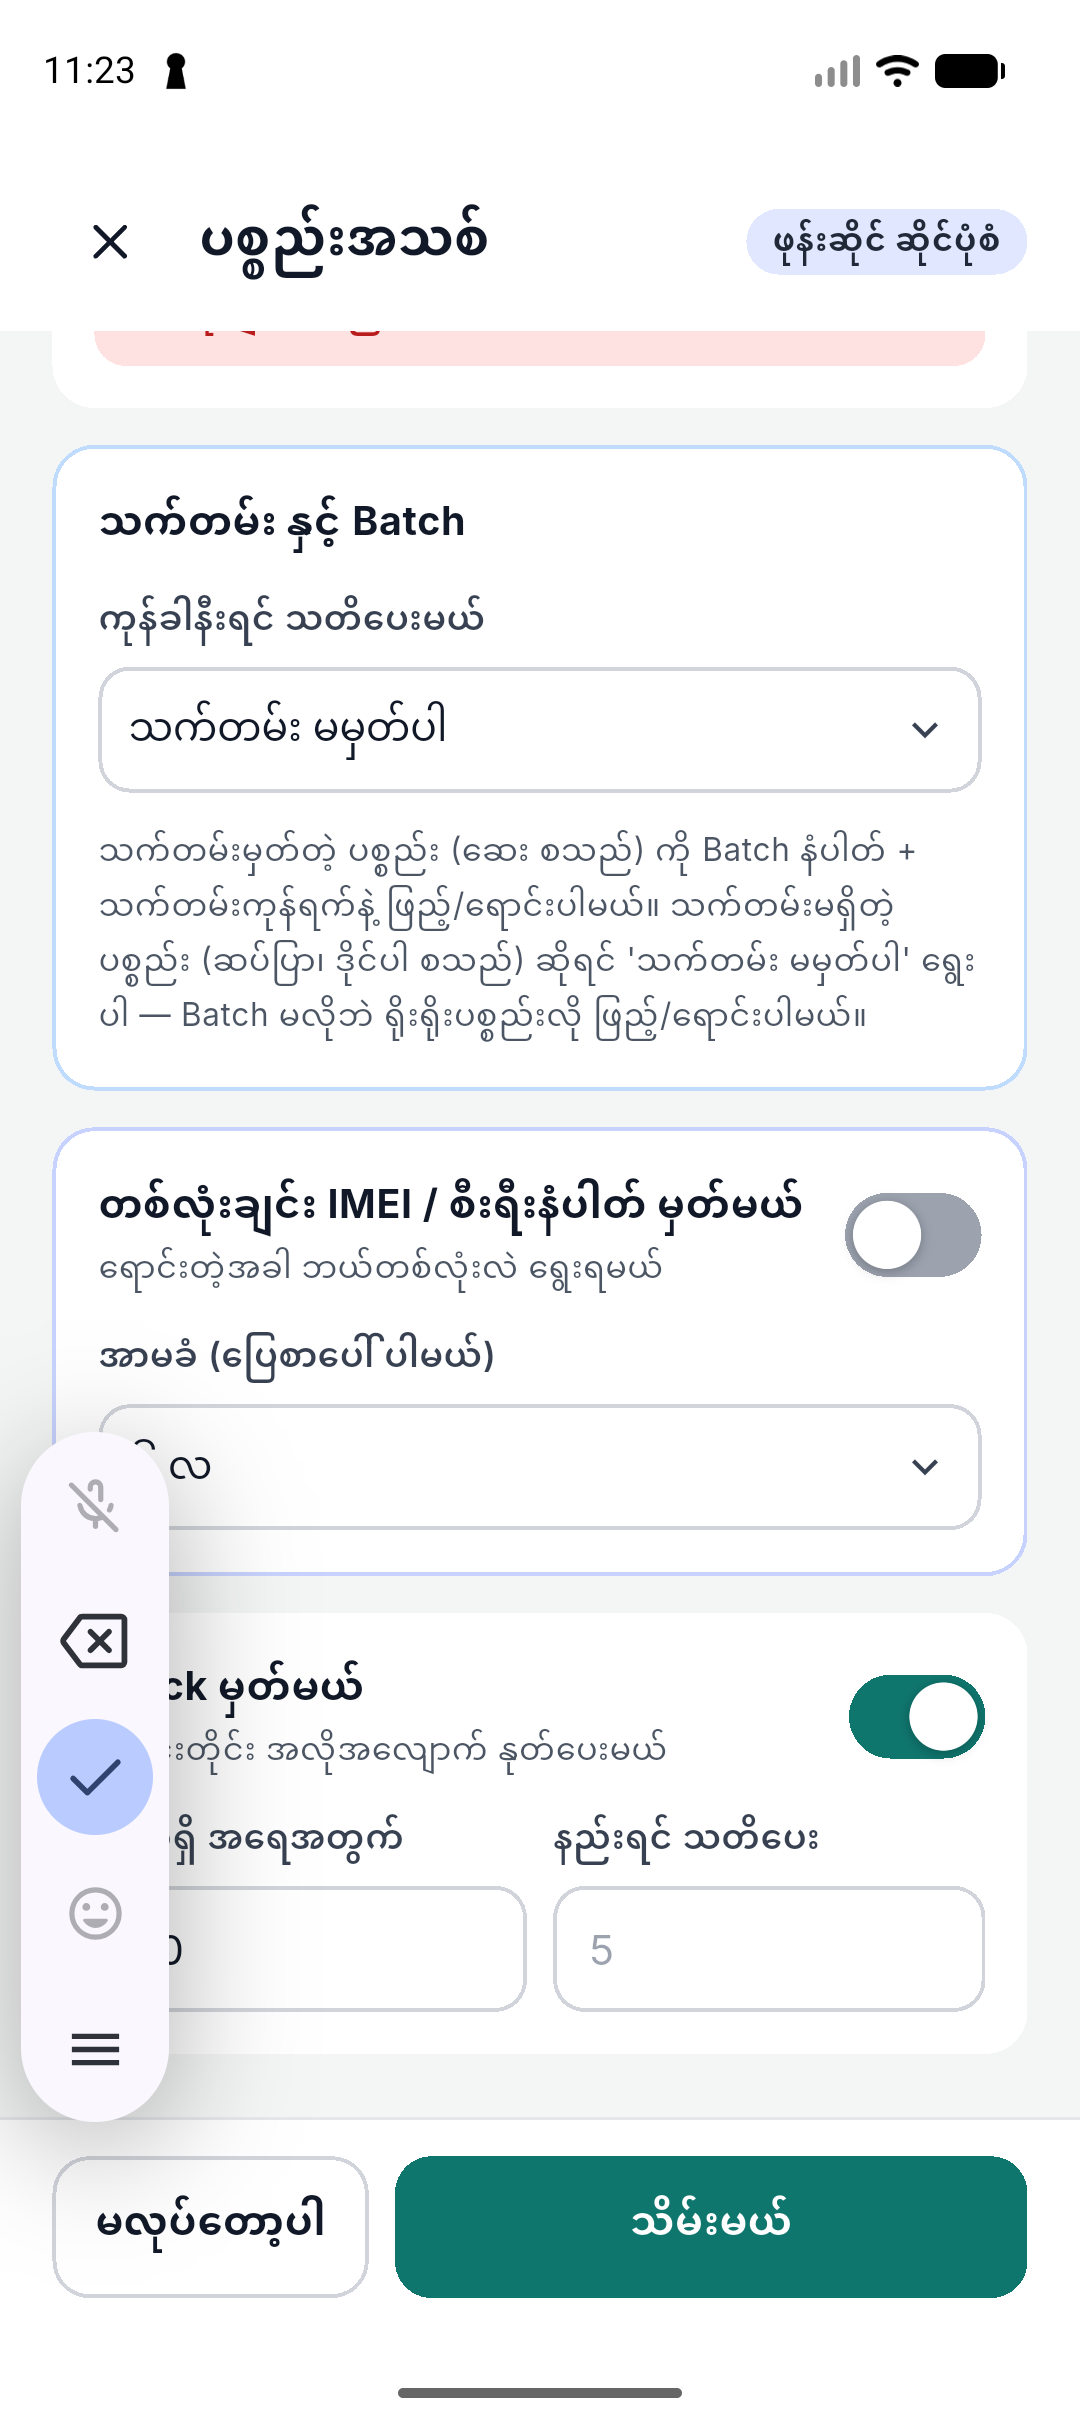 11:23
ပစ္စည်းအသစ်
ဖုန်းဆိုင် ဆိုင်ပုံစံ
သက်တမ်း နှင့် Batch
ကုန်ခါနီးရင် သတိပေးမယ်
သက်တမ်း မမှတ်ပါ
သက်တမ်းမှတ်တဲ့ ပစ္စည်း (ဆေး စသည်) ကို Batch နံပါတ် +
သက်တမ်းကုန်ရက်နဲ့ ဖြည့်/ရောင်းပါမယ်။ သက်တမ်းမရှိတဲ့
ပစ္စည်း (ဆပ်ပြာ၊ ဒိုင်ပါ စသည်) ဆိုရင် 'သက်တမ်း မမှတ်ပါ' ရွေး
ပါ — Batch မလိုဘဲ ရိုးရိုးပစ္စည်းလို ဖြည့်/ရောင်းပါမယ်။
တစ်လုံးချင်း IMEI / စီးရီးနံပါတ် မှတ်မယ်
ရောင်းတဲ့အခါ ဘယ်တစ်လုံးလဲ ရွေးရမယ်
အာမခံ (ပြေစာပေါ် ပါမယ်)
လ
မှတ်မယ်
အလိုအလျောက် နုတ်ပေးမယ်
အရေအတွက်
နည်းရင် သတိပေး
5
မလုပ်တော့ပါ
သိမ်းမယ်